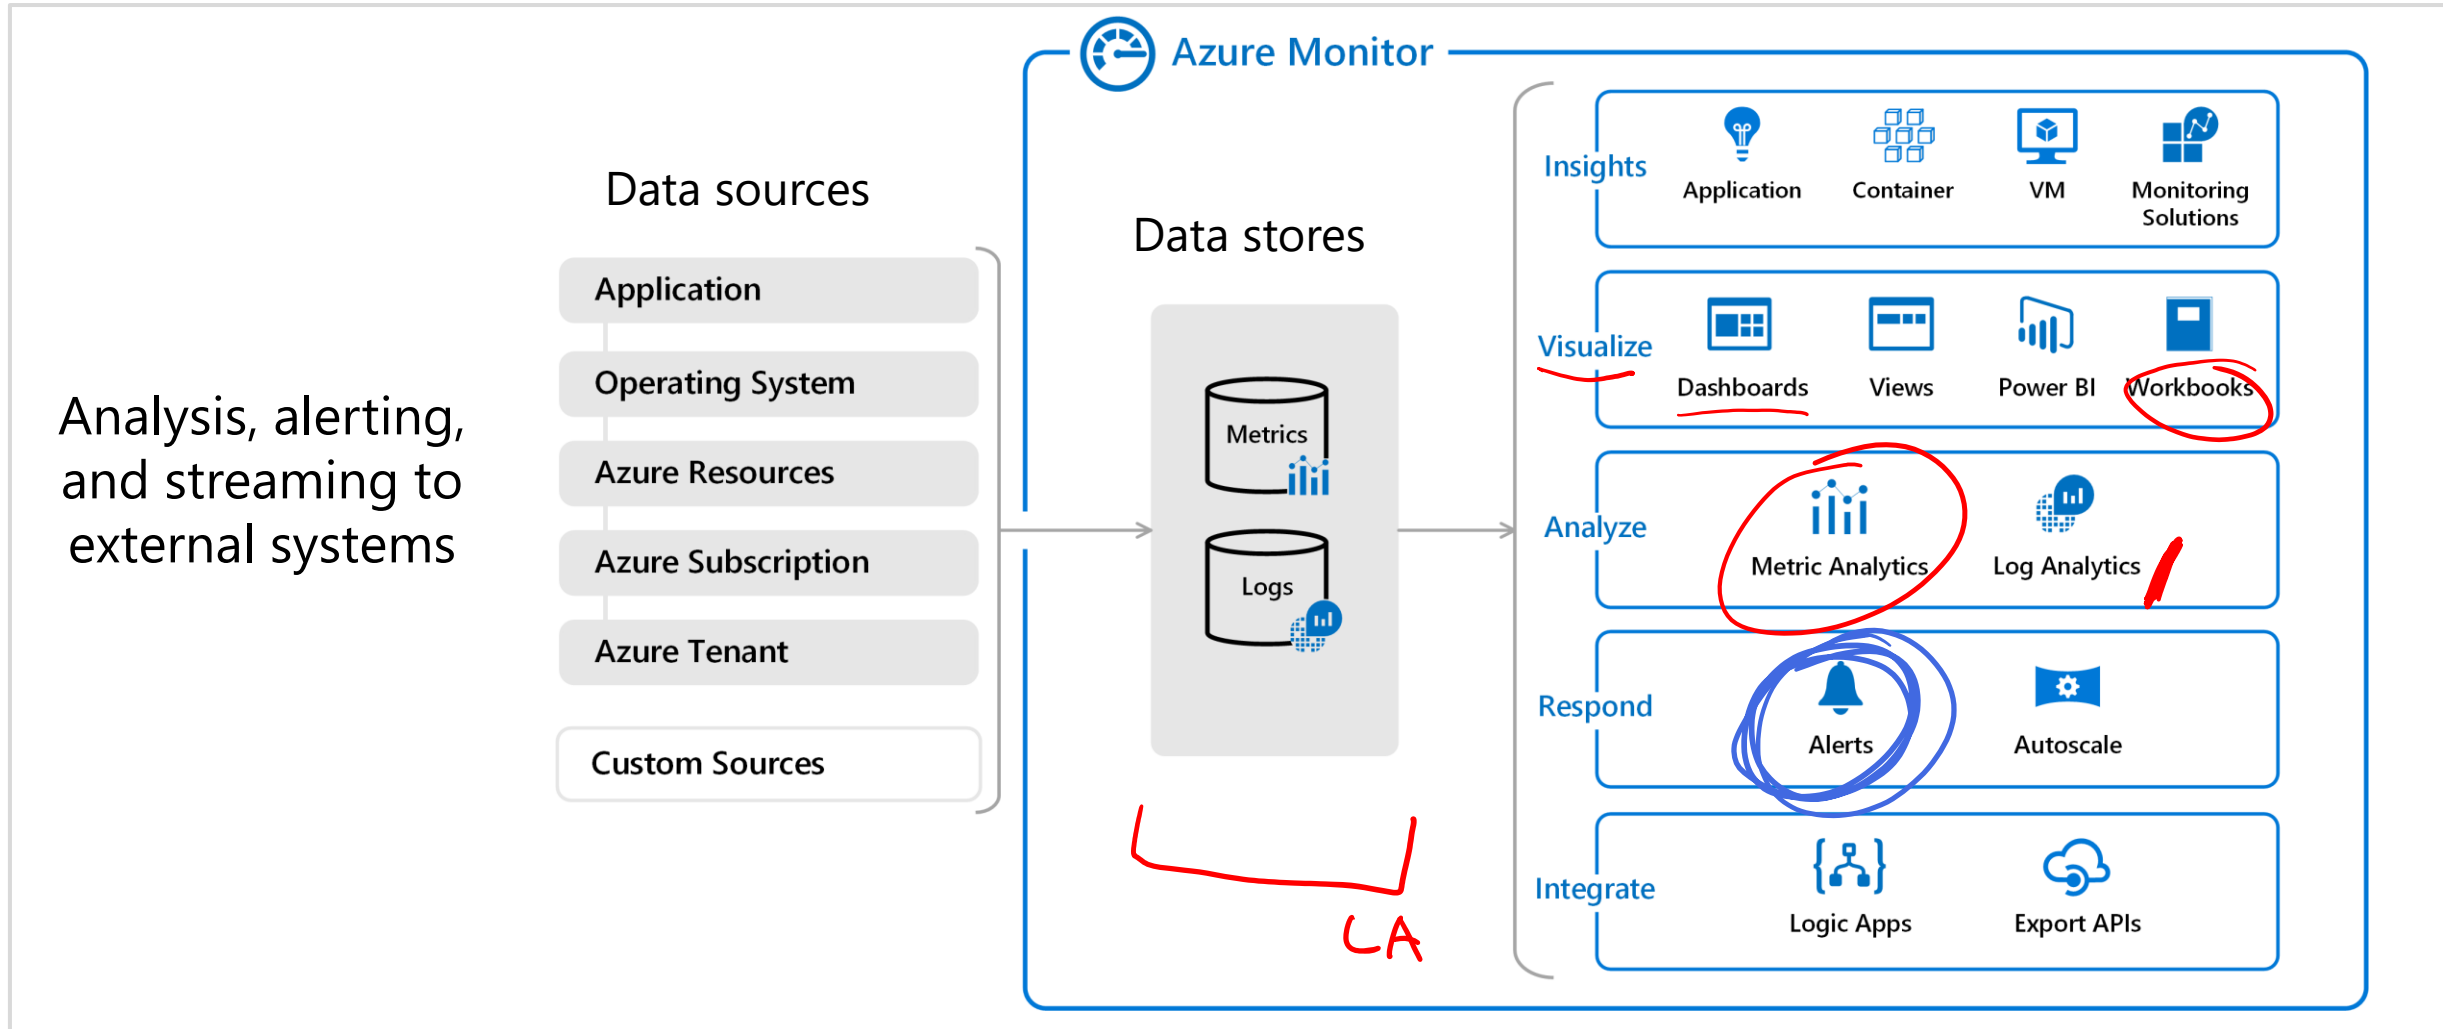 Azure Monitor
Analysis, alerting,
and streaming to
external systems
Data sources
Application
Operating System
Azure Resources
Azure Subscription
Azure Tenant
Custom Sources
Data stores
Metrics
Logs
LA
Insights
Application
Container
VM
Monitoring
Solutions
Visualize
Dashboards
Views
Power BI
Workbooks
Analyze
Metric Analytics
Log Analytics
Respond
Alerts
Autoscale
Integrate
Logic Apps
Export APIs